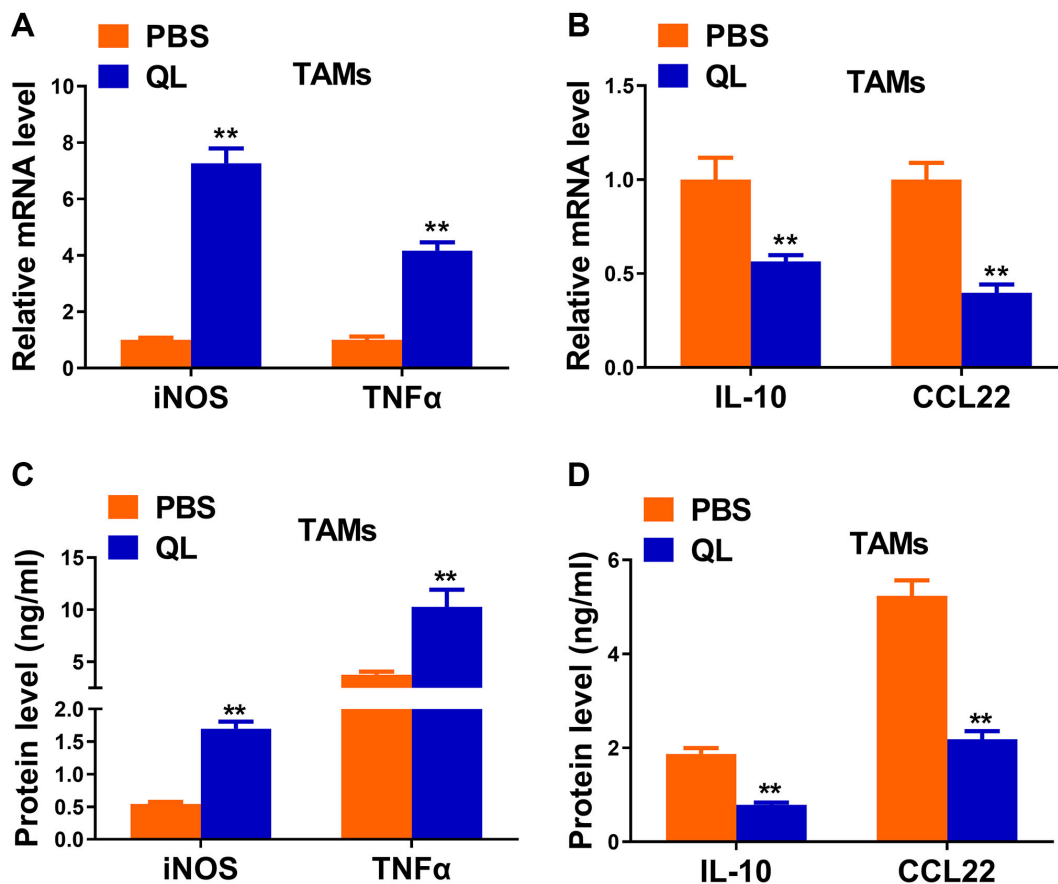 A
PBS
QL
TAMs
Relative mRNA level
10
8
6
4
2
0
**
**
iNOS
TNFα
B
PBS
QL
TAMs
Relative mRNA level
1.5
1.0
0.5
0.0
**
**
IL-10
CCL22
C
PBS
QL
TAMs
Protein level (ng/ml)
15
10
5
2.0
1.5
1.0
0.5
0.0
**
**
iNOS
TNFα
D
PBS
QL
TAMs
Protein level (ng/ml)
6
4
2
0
**
**
IL-10
CCL22